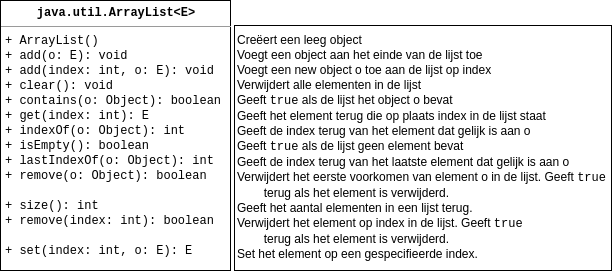 java.util.ArrayList<E>
+ ArrayList()
Creëert een leeg object
+ add(o: E): void
Voegt een object aan het einde van de lijst toe
+ add(index: int, o: E): void
Voegt een new object o toe aan de lijst op index
+ clear(): void
Verwijdert alle elementen in de lijst
+ contains(o: Object): boolean
Geeft true als de lijst het object o bevat
+ get(index: int): E
Geeft het element terug die op plaats index in de lijst staat
+ indexOf(o: Object): int
Geeft de index terug van het element dat gelijk is aan o
+ isEmpty(): boolean
Geeft true als de lijst geen element bevat
+ lastIndexOf(o: Object): int
Geeft de index terug van het laatste element dat gelijk is aan o
+ remove(o: Object): boolean
Verwijdert het eerste voorkomen van element o in de lijst. Geeft true
terug als het element is verwijderd.
+ size(): int
Geeft het aantal elementen in een lijst terug.
+ remove(index: int): boolean
Verwijdert het element op index in de lijst. Geeft true
terug als het element is verwijderd.
+ set(index: int, o: E): E
Set het element op een gespecifieerde index.